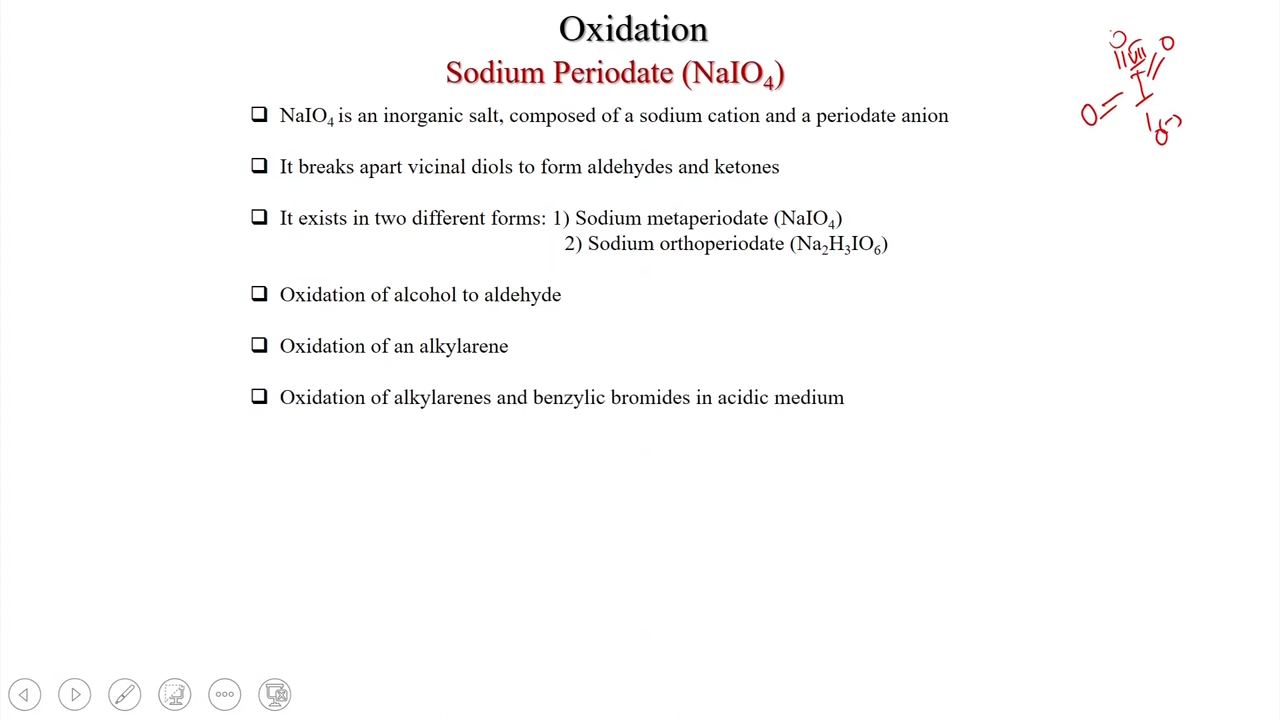 Oxidation
Sodium Periodate (NaIO₄)
NaIO₄ is an inorganic salt, composed of a sodium cation and a periodate anion
It breaks apart vicinal diols to form aldehydes and ketones
It exists in two different forms: 1) Sodium metaperiodate (NaIO₄)
2) Sodium orthoperiodate (Na₂H₃IO₆)
Oxidation of alcohol to aldehyde
Oxidation of an alkylarene
Oxidation of alkylarenes and benzylic bromides in acidic medium
O O
O I
O (-)